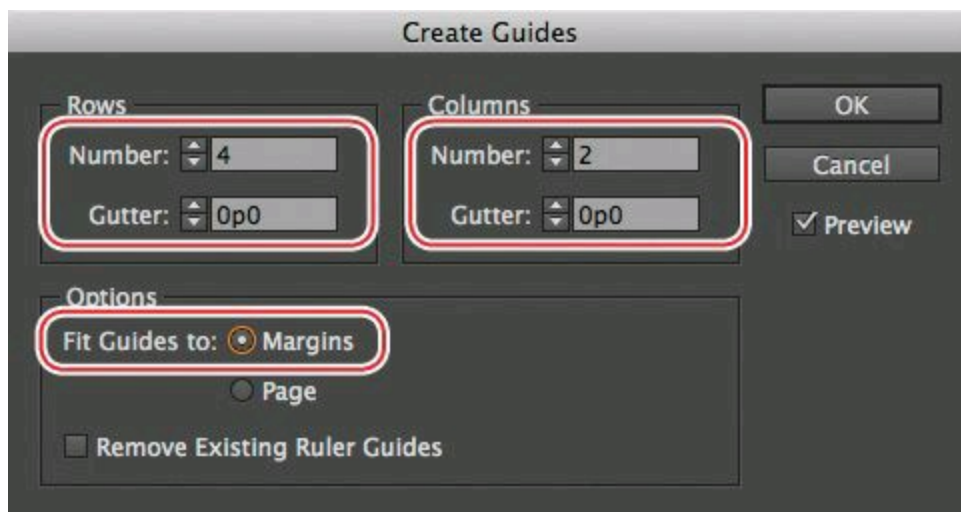 Create Guides
Rows
Number: 4
Gutter: 0p0
Columns
Number: 2
Gutter: 0p0
OK
Cancel
Preview
Options
Fit Guides to: Margins
Page
Remove Existing Ruler Guides